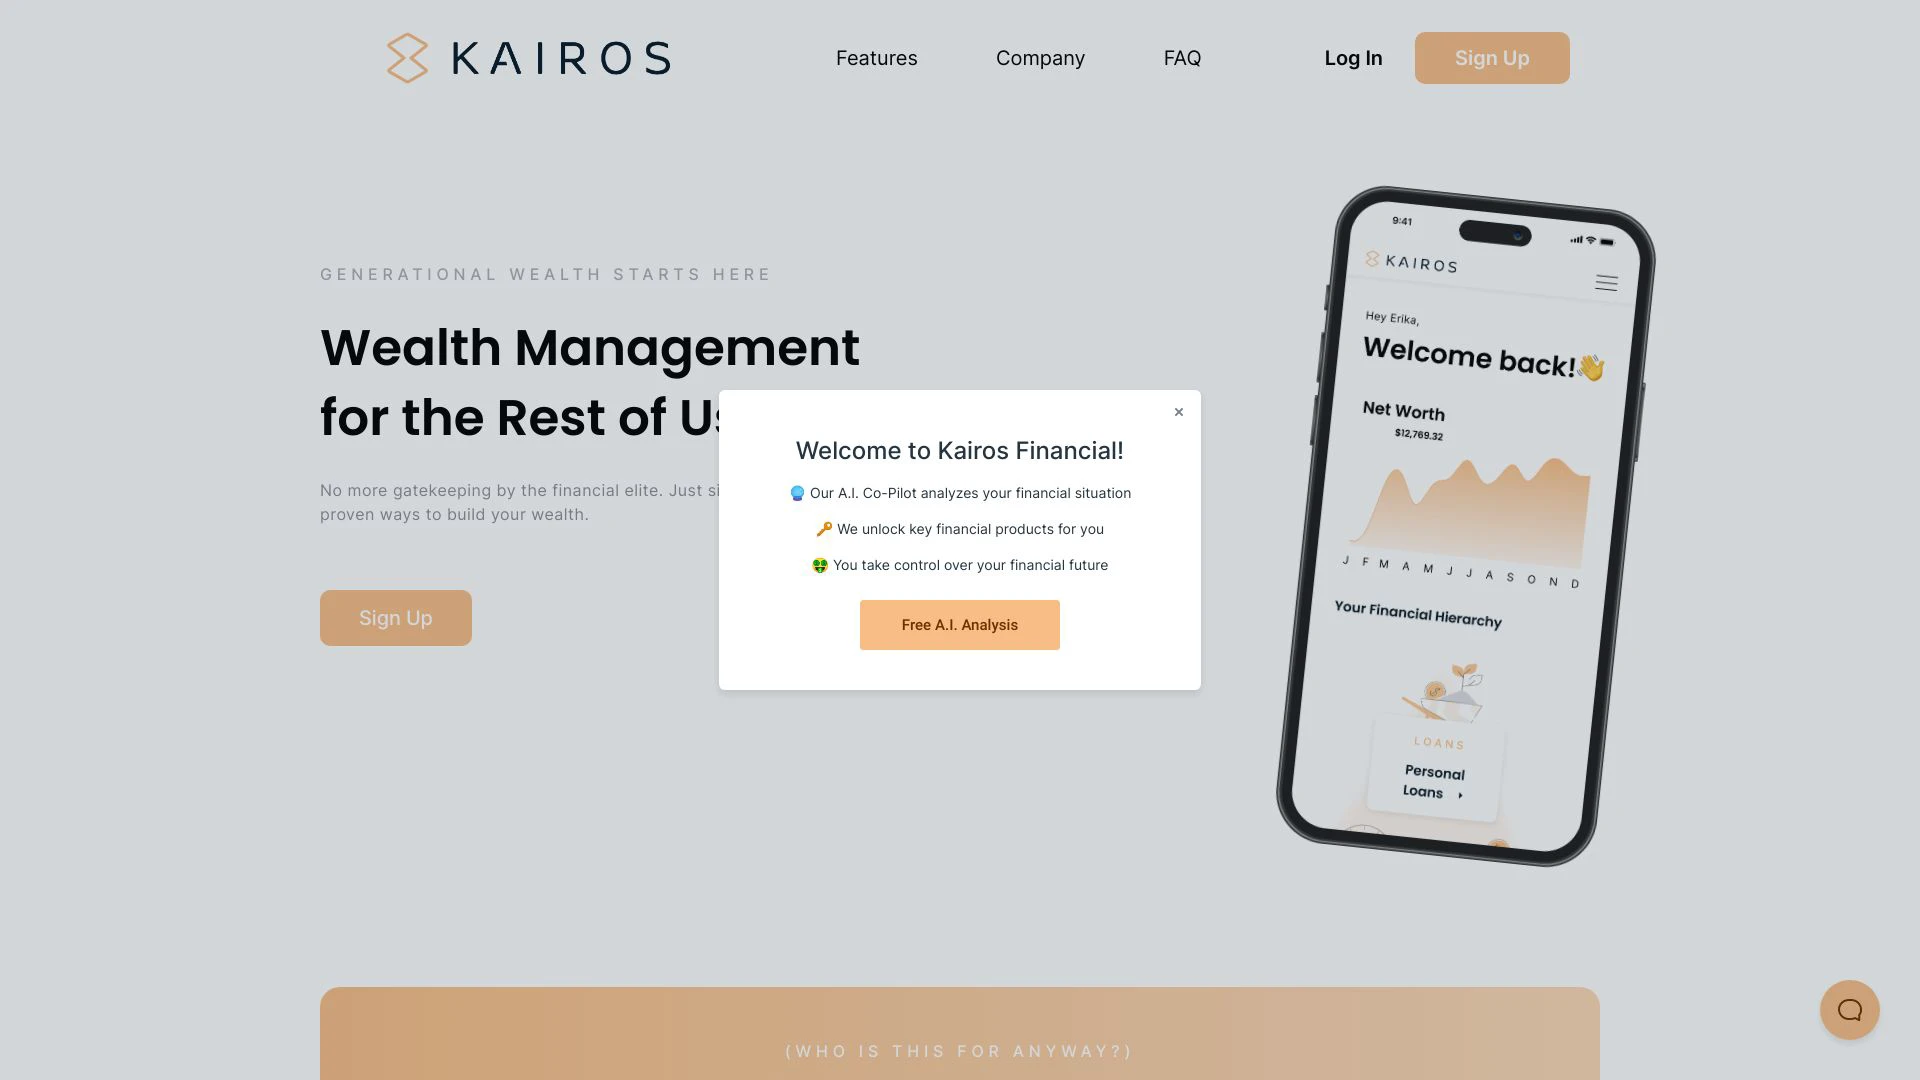 KAIROS
Features
Company
FAQ
Log In
Sign Up
GENERATIONAL WEALTH STARTS HERE
Wealth Management
for the Rest of Us
No more gatekeeping by the financial elite. Just
proven ways to build your wealth.
Sign Up
×
Welcome to Kairos Financial!
Our A.I. Co-Pilot analyzes your financial situation
We unlock key financial products for you
You take control over your financial future
Free A.I. Analysis
9:41
KAIROS
Hey Erika,
Welcome back!
Net Worth
$12,769.32
J F M A M J J A S O N D
Your Financial Hierarchy
LOANS
Personal
Loans
(WHO IS THIS FOR ANYWAY?)